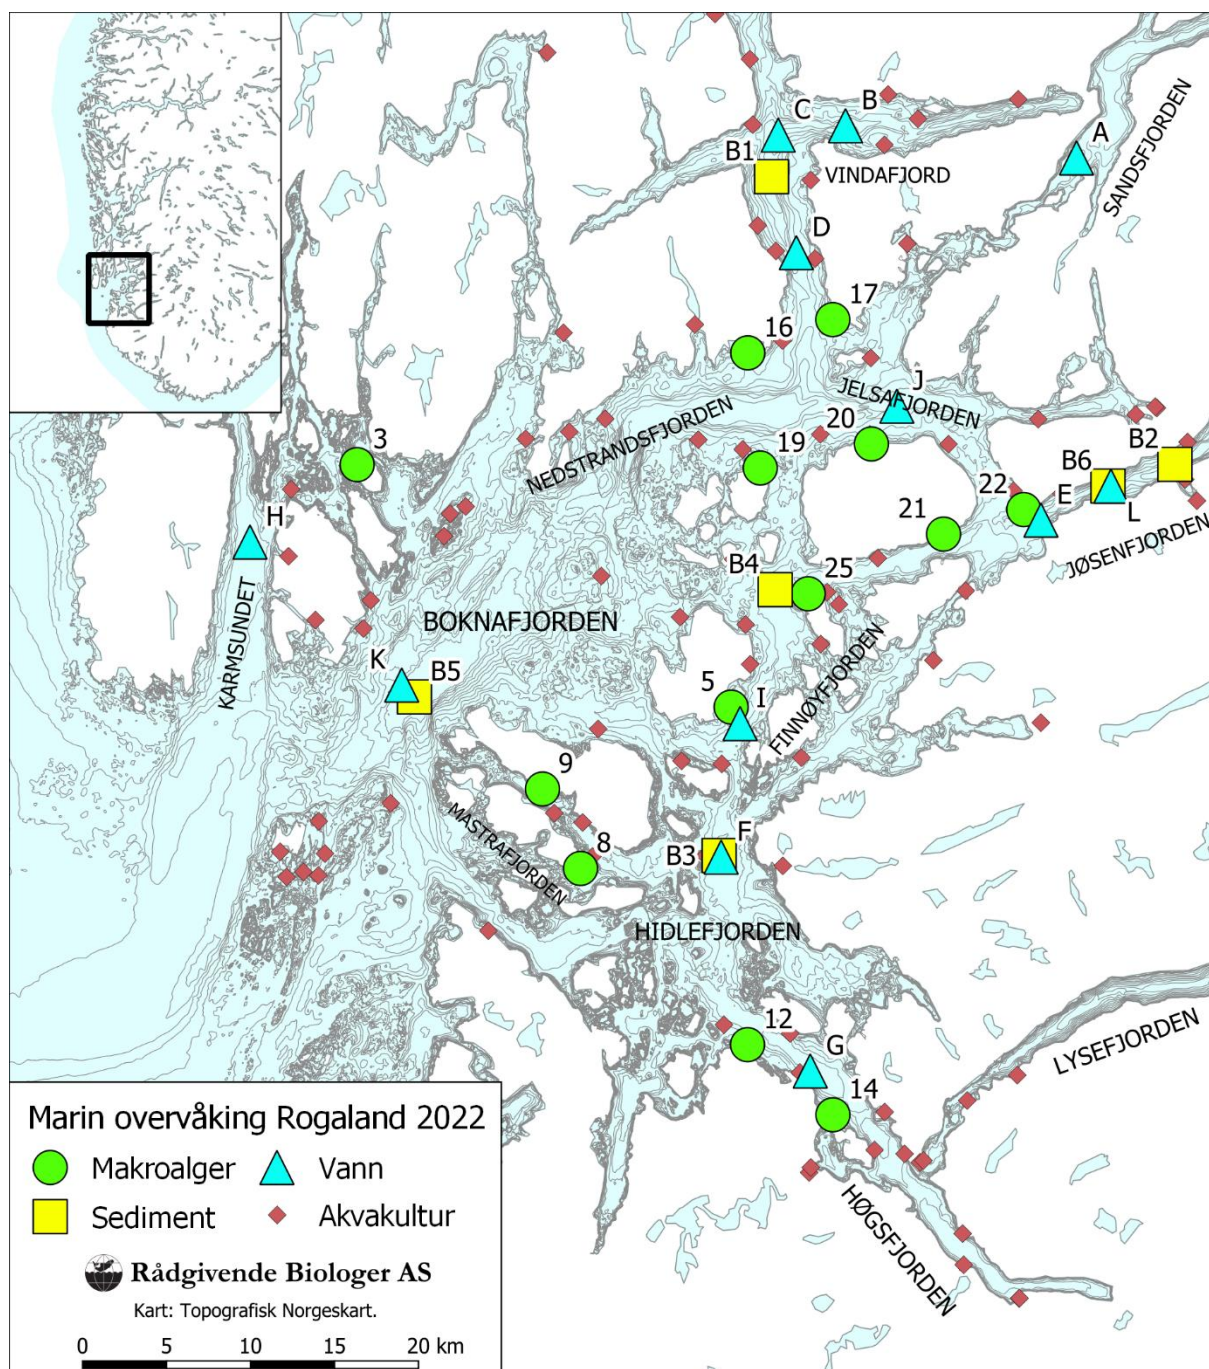 C
B
A
B1
VINDAFJORD
SANDSFJORDEN
D
17
16
J
JELSAFJORDEN
3
NEDSTRANDSFJORDEN
19
20
B2
B6
22
E
L
H
21
JØSENFJORDEN
B4
25
KARMSUNDET
BOKNAFJORDEN
K
B5
5
I
FINNØYFJORDEN
9
MASTRAFJORDEN
8
B3
F
HIDLEFJORDEN
12
G
LYSEFJORDEN
14
HØGSFJORDEN
Marin overvåking Rogaland 2022
Makroalger
Vann
Sediment
Akvakultur
Rådgivende Biologer AS
Kart: Topografisk Norgeskart.
0 5 10 15 20 km